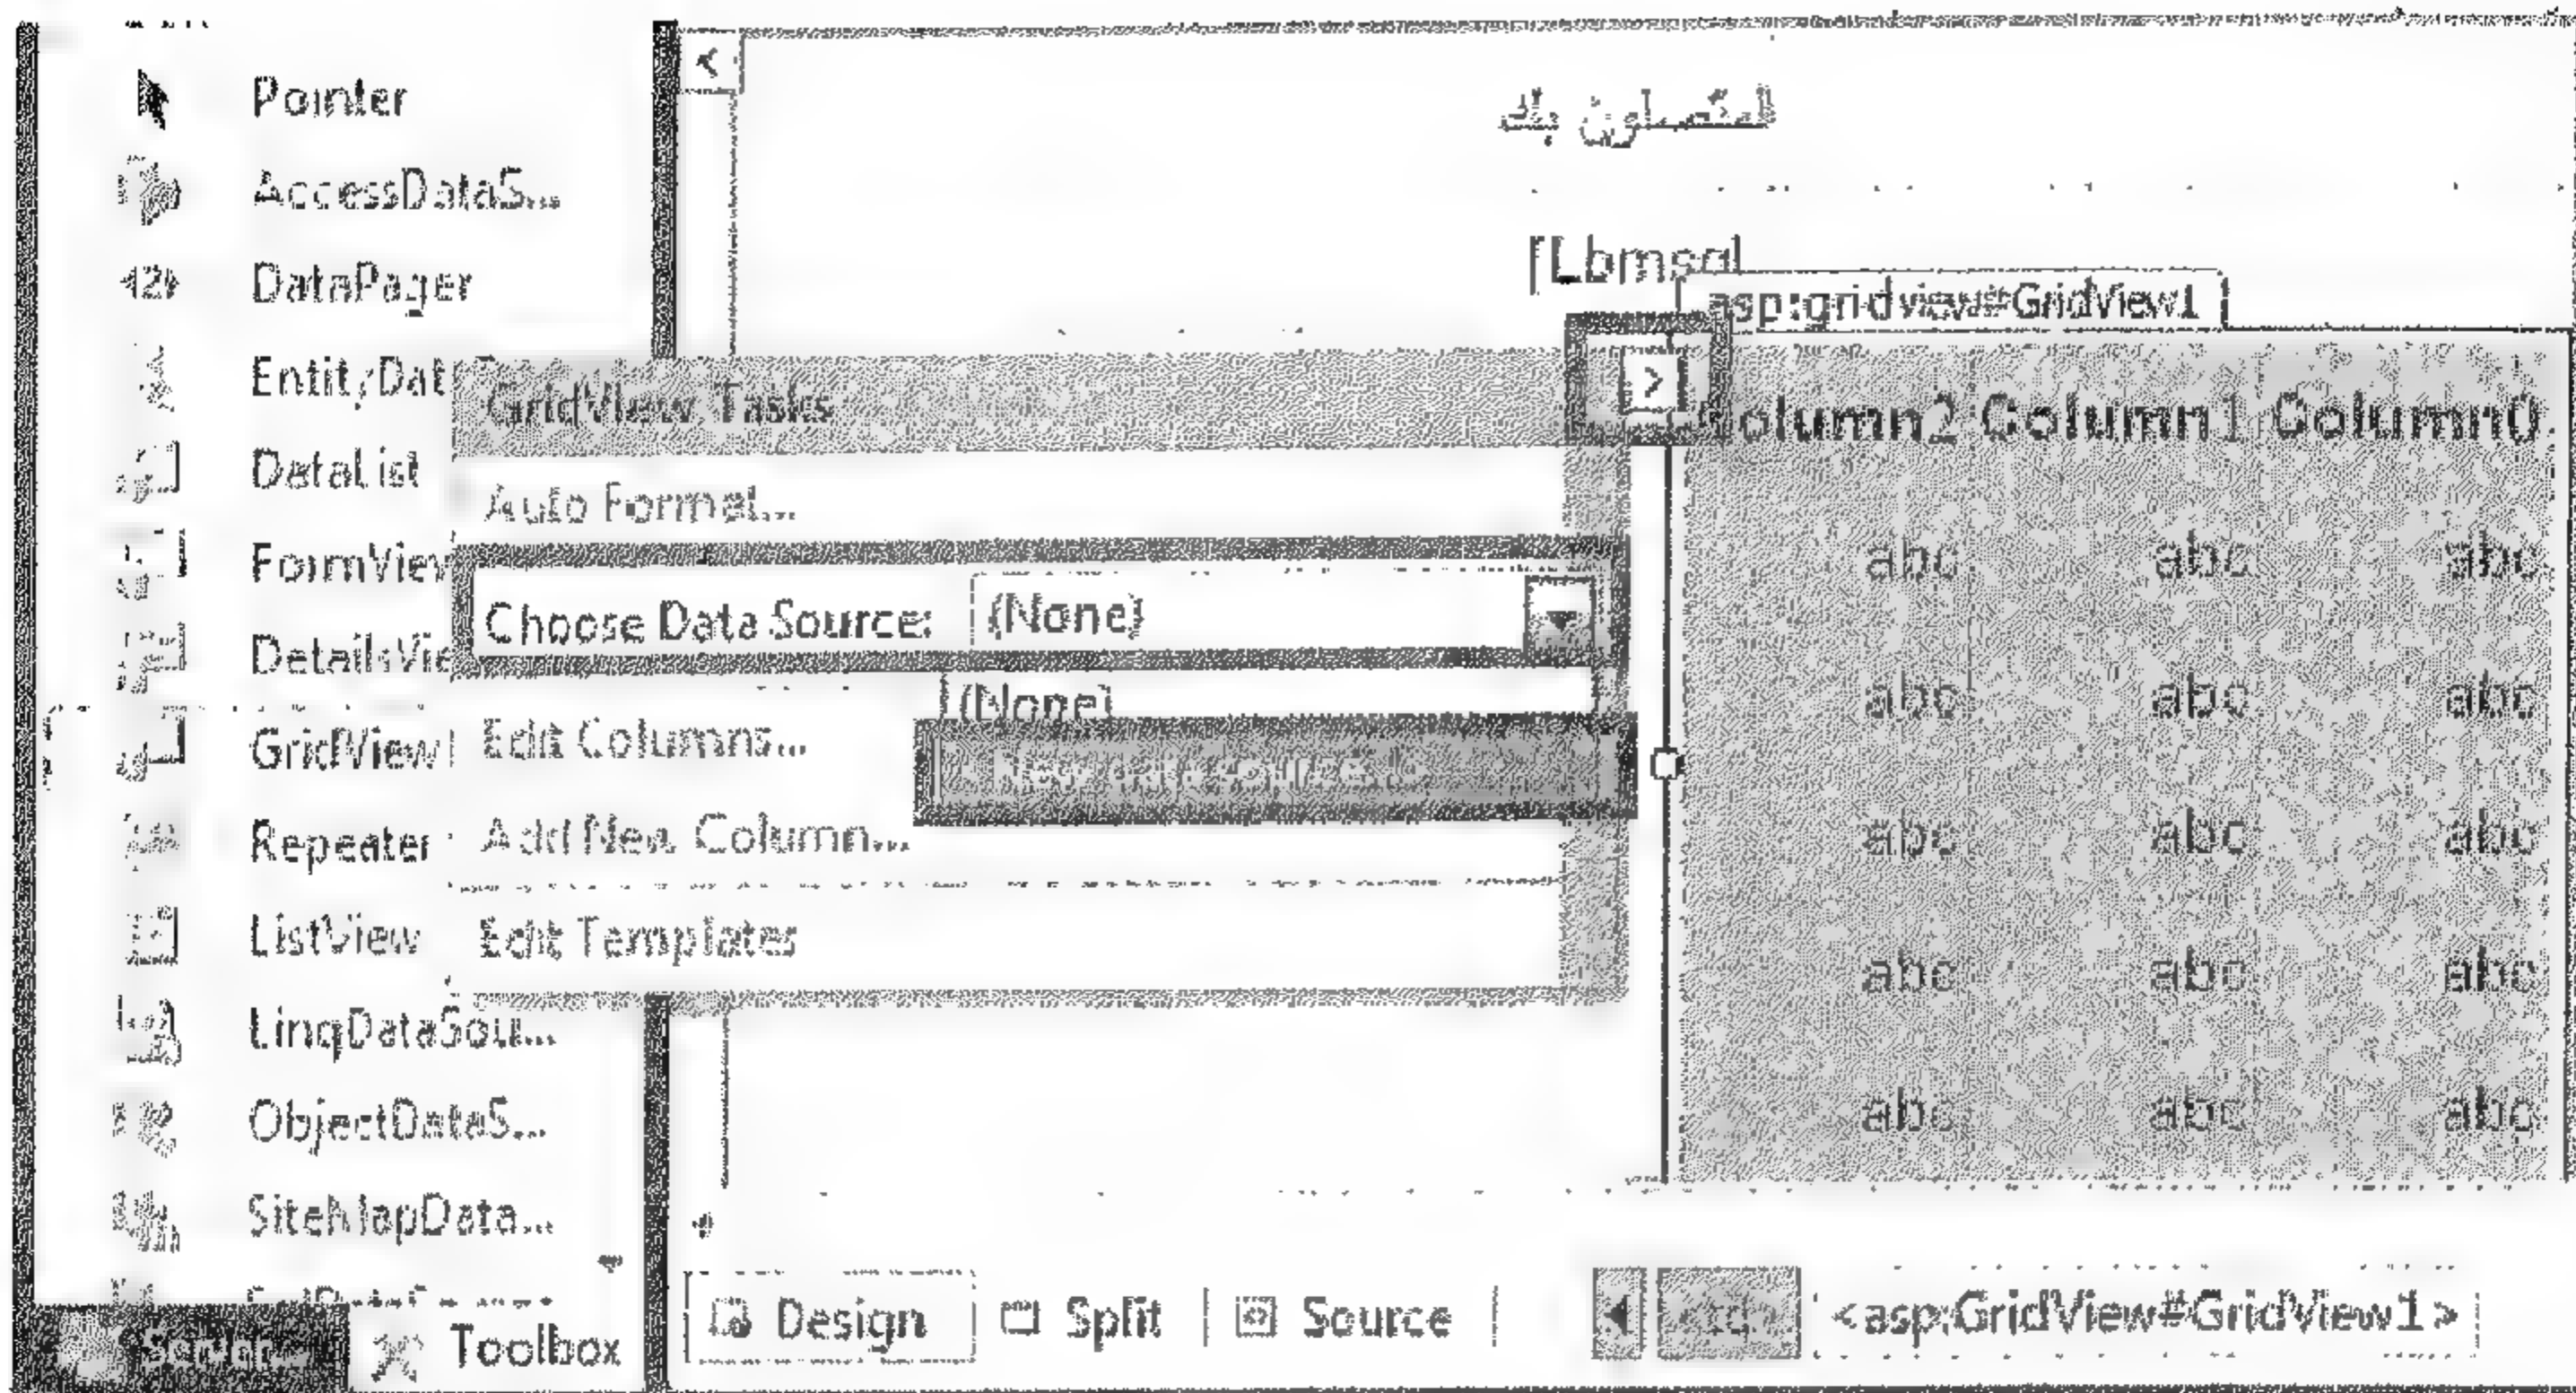 Pointer
AccessDataS...
DataPager
EntityDat
DataList
FormView
DetailsVie
GridView
Repeater
ListView
LinqDataSou...
ObjectDataS...
SiteMapData...
Toolbox
بك
[Lbmsg]
asp:gridview#GridView1
GridView Tasks
Auto Format...
Choose Data Source: (None)
(None)
Edit Columns...
Add New Column...
Edit Templates
Column2 Column1 Column0
abc abc abc
abc abc abc
abc abc abc
abc abc abc
abc abc abc
Design Split Source
<asp:GridView#GridView1>